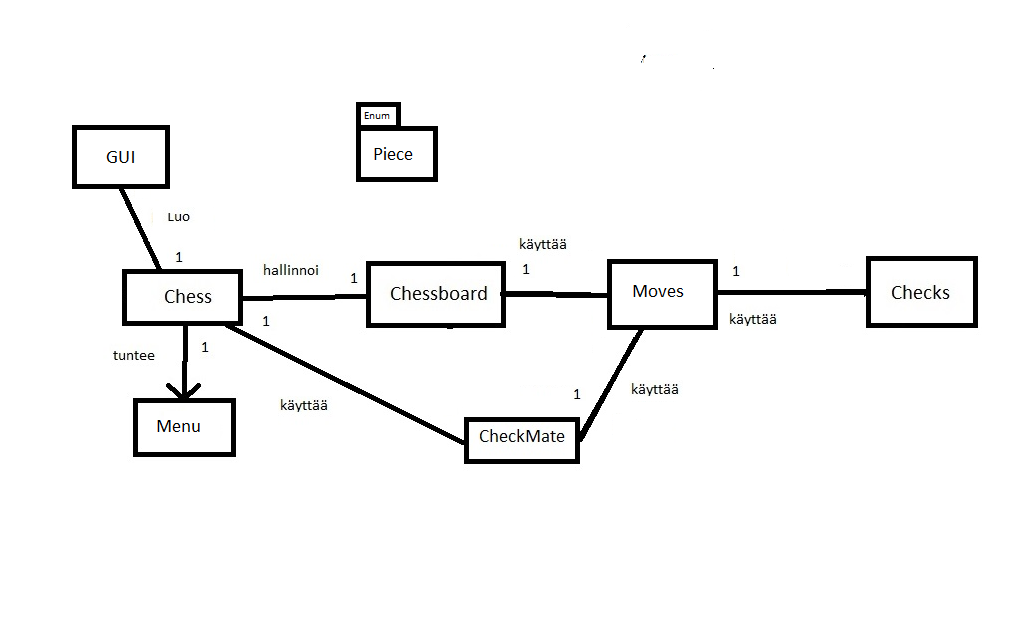 Enum
GUI
Piece
Luo
1
käyttää
hallinnoi
1
1
1
Chess
Chessboard
Moves
Checks
1
käyttää
tuntee
1
1
käyttää
käyttää
Menu
CheckMate